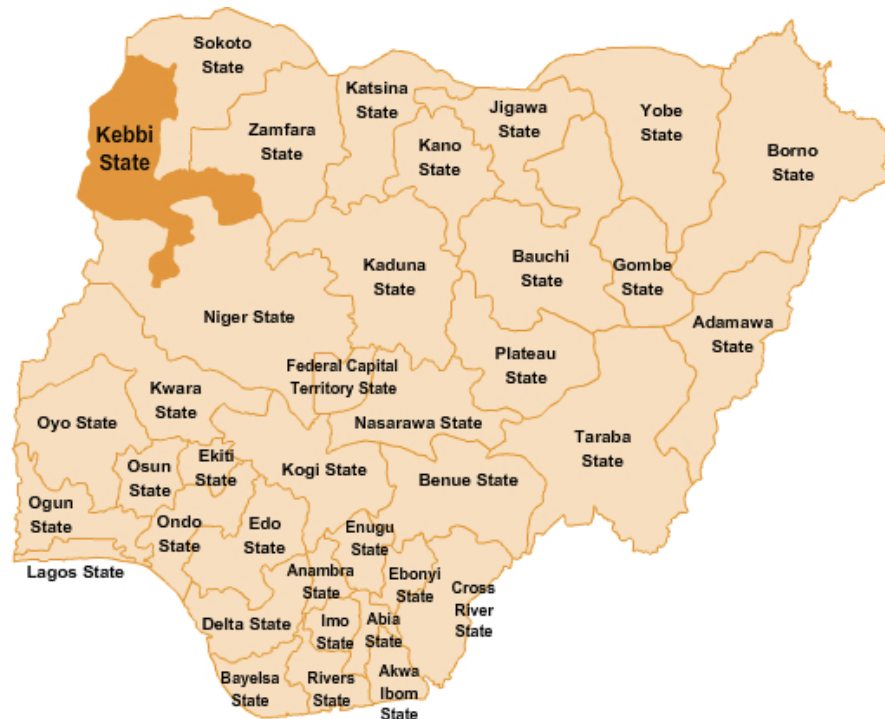 Sokoto
State
Kebbi
State
Zamfara
State
Katsina
State
Kano
State
Jigawa
State
Yobe
State
Borno
State
Kaduna
State
Bauchi
State
Gombe
State
Adamawa
State
Niger State
Federal Capital
Territory State
Plateau
State
Nasarawa State
Taraba
State
Kwara
State
Oyo State
Osun
State
Ekiti
State
Kogi State
Benue State
Ogun
State
Ondo
State
Edo
State
Enugu
State
Lagos State
Anambra
State
Ebonyi
State
Cross
River
State
Delta State
Imo
State
Abia
State
Bayelsa
State
Rivers
State
Akwa
Ibom
State